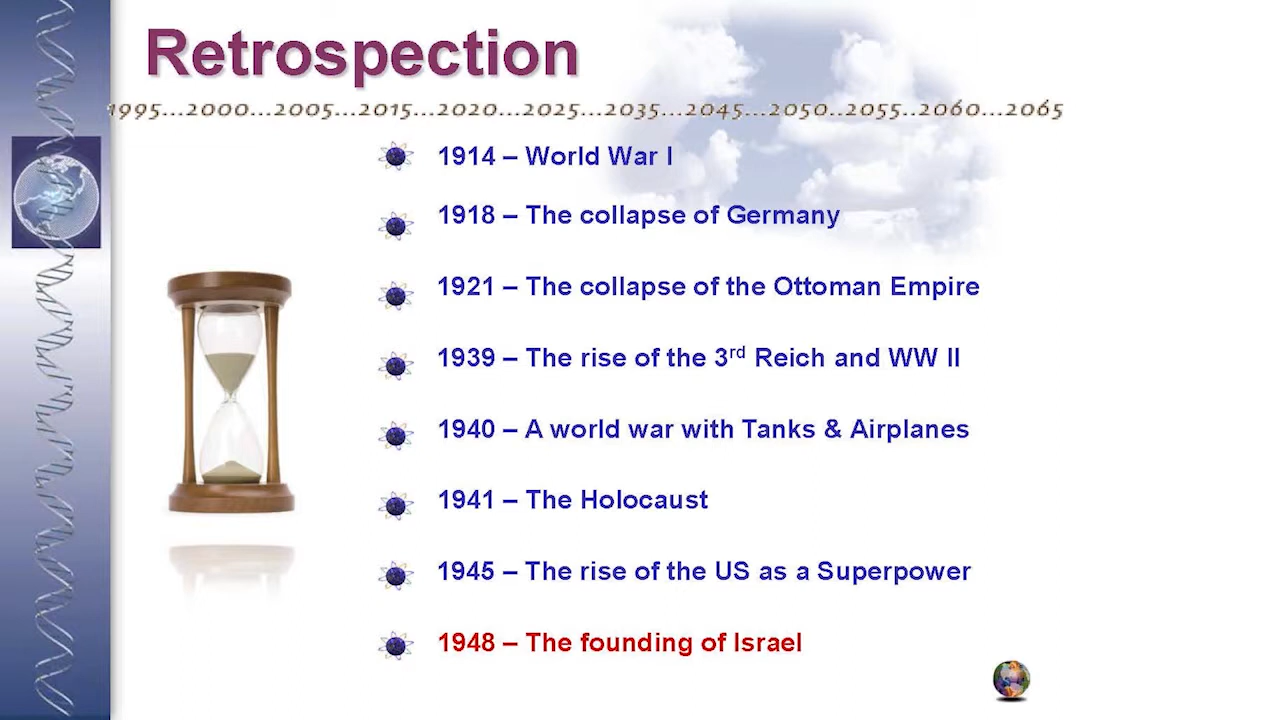 Retrospection
1995...2000...2005...2015...2020...2025...2035...2045...2050..2055..2060...2065
1914 – World War I
1918 – The collapse of Germany
1921 – The collapse of the Ottoman Empire
1939 – The rise of the 3rd Reich and WW II
1940 – A world war with Tanks & Airplanes
1941 – The Holocaust
1945 – The rise of the US as a Superpower
1948 – The founding of Israel